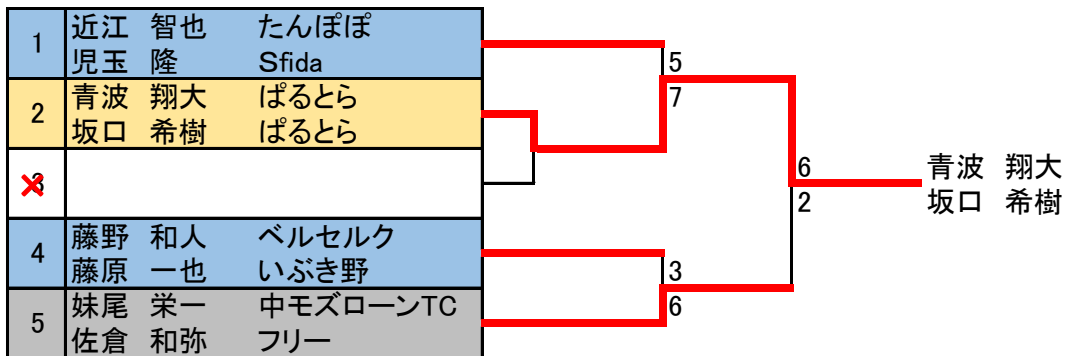 1 近江 智也 たんぽぽ
児玉 隆 Sfida
2 青波 翔大 ぱるとら
坂口 希樹 ぱるとら
3
4 藤野 和人 ベルセルク
藤原 一也 いぶき野
5 妹尾 栄一 中モズローンTC
佐倉 和弥 フリー
5
7
3
6
6
2
青波 翔大
坂口 希樹